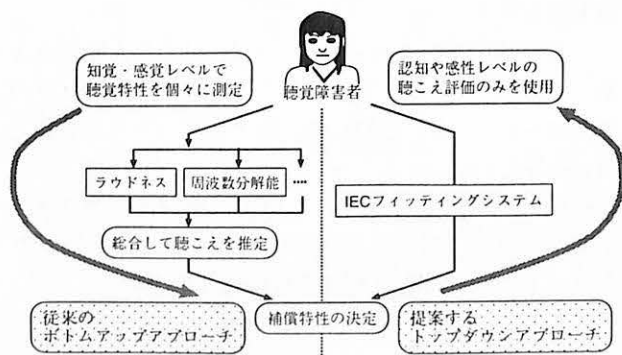 知覚・感覚レベルで
聴覚特性を個々に測定
聴覚障害者
認知や感性レベルの
聴こえ評価のみを使用
ラウドネス
周波数分解能
....
IECフィッティングシステム
総合して聴こえを推定
従来の
ボトムアップアプローチ
補償特性の決定
提案する
トップダウンアプローチ